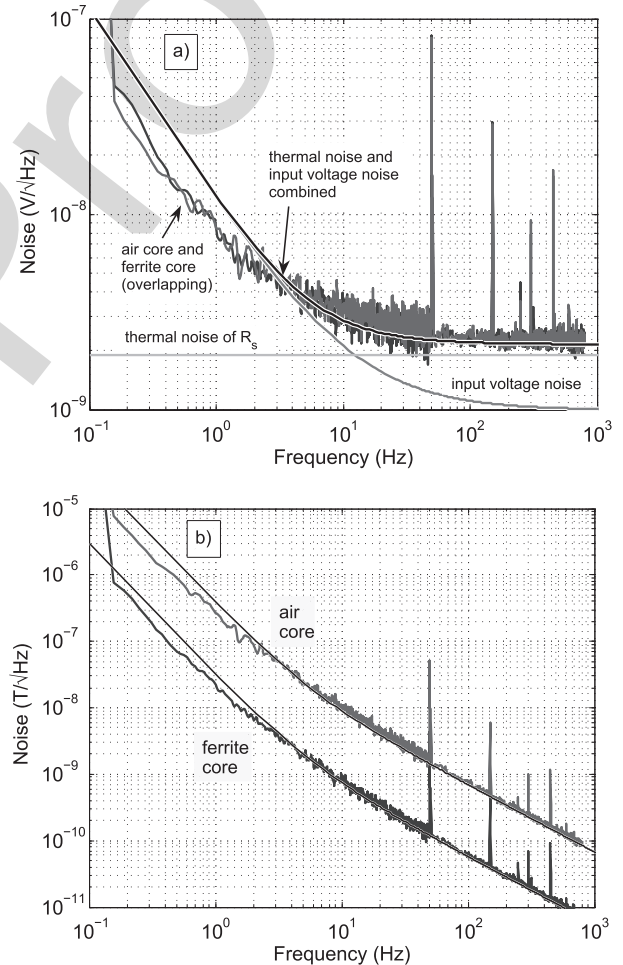 a)
10⁻⁷
10⁻⁸
10⁻⁹
Noise (V/√Hz)
thermal noise and
input voltage noise
combined
air core and
ferrite core
(overlapping)
thermal noise of Rₛ
input voltage noise
10⁻¹ 10⁰ 10¹ 10² 10³
Frequency (Hz)
b)
10⁻⁵
10⁻⁶
10⁻⁷
10⁻⁸
10⁻⁹
10⁻¹⁰
10⁻¹¹
Noise (T/√Hz)
air
core
ferrite
core
10⁻¹ 10⁰ 10¹ 10² 10³
Frequency (Hz)
Pro